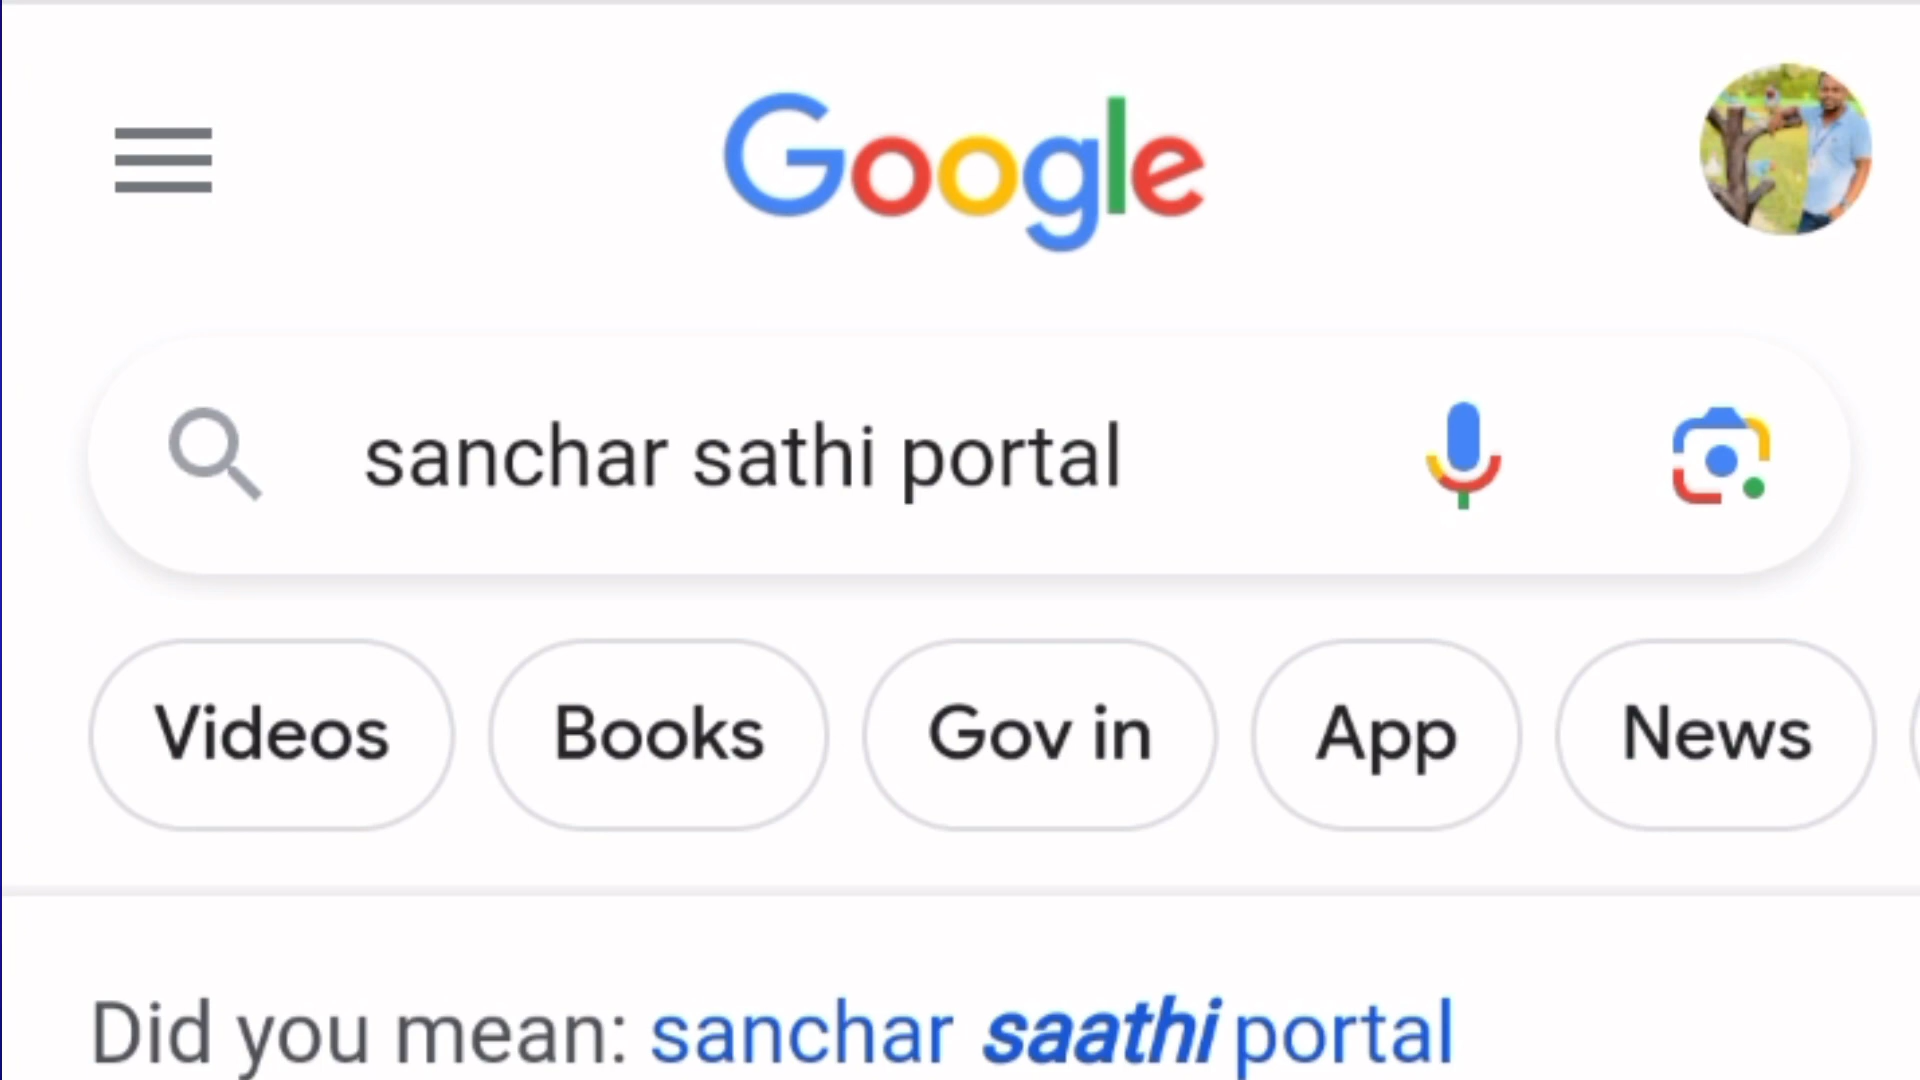 Google
sanchar sathi portal
Videos Books Gov in App News
Did you mean: sanchar saathi portal